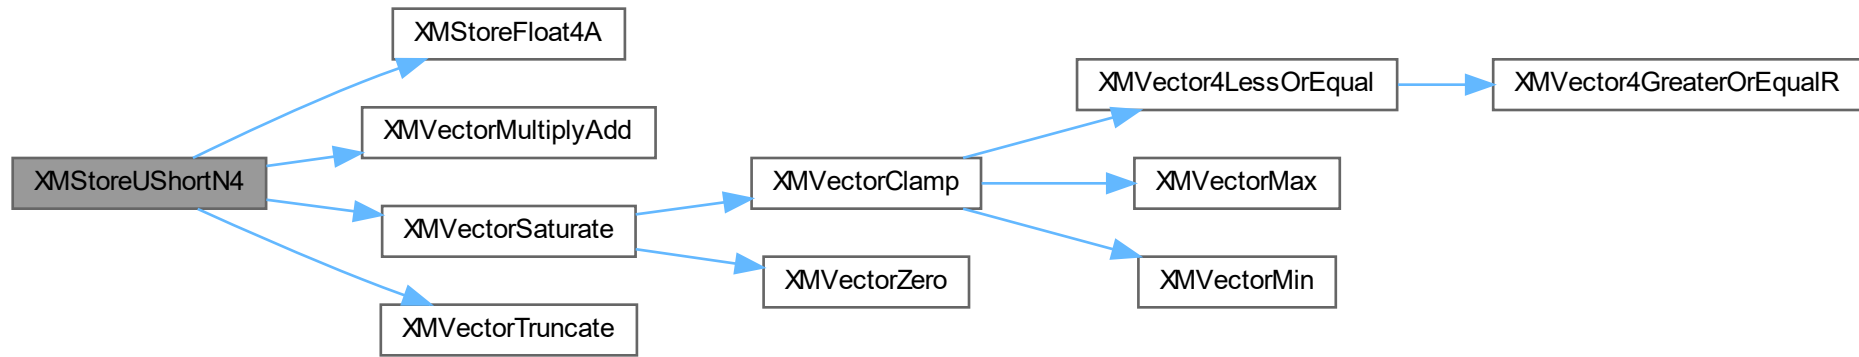 XMStoreUShortN4
XMStoreFloat4A
XMVectorMultiplyAdd
XMVectorSaturate
XMVectorTruncate
XMVectorClamp
XMVectorZero
XMVector4LessOrEqual
XMVectorMax
XMVectorMin
XMVector4GreaterOrEqualR